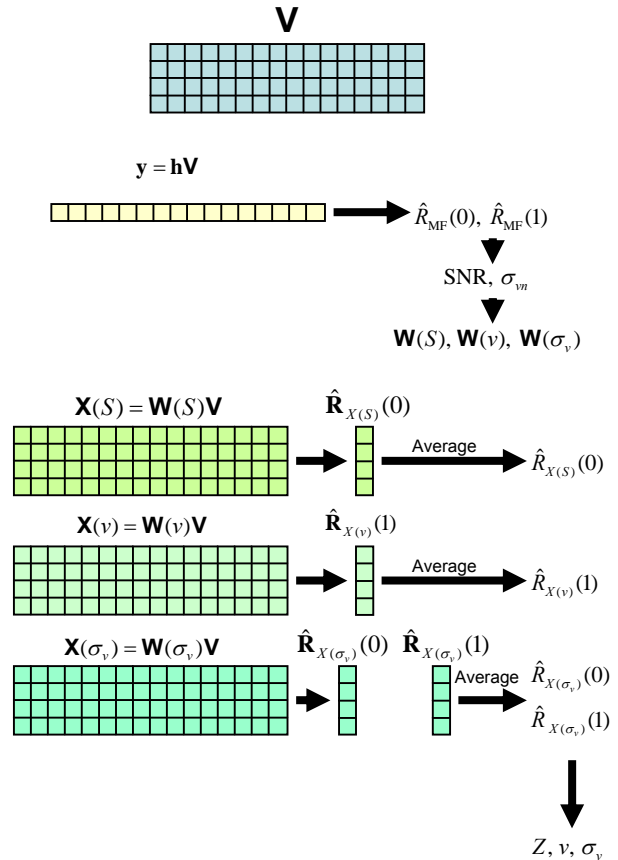 V
y = hV
R̂_MF(0), R̂_MF(1)
SNR, σ_vn
W(S), W(v), W(σ_v)
X(S) = W(S)V
R̂_X(S)(0)
Average
R̂_X(S)(0)
X(v) = W(v)V
R̂_X(v)(1)
Average
R̂_X(v)(1)
X(σ_v) = W(σ_v)V
R̂_X(σ_v)(0)
R̂_X(σ_v)(1)
Average
R̂_X(σ_v)(0)
R̂_X(σ_v)(1)
Z, v, σ_v